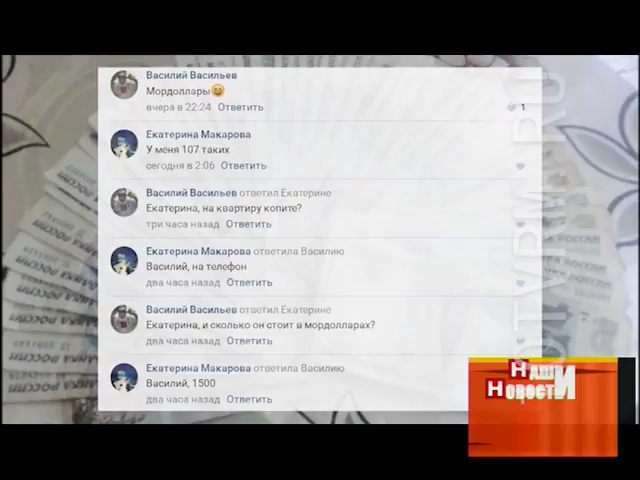 Василий Васильев
Мордоллары
вчера в 22:24 Ответить
1
Екатерина Макарова
У меня 107 таких
сегодня в 2:06 Ответить
Василий Васильев ответил Екатерине
Екатерина, на квартиру копите?
три часа назад Ответить
Екатерина Макарова ответила Василию
Василий, на телефон
два часа назад Ответить
Василий Васильев ответил Екатерине
Екатерина, и сколько он стоит в мордолларах?
два часа назад Ответить
Екатерина Макарова ответила Василию
Василий, 1500
два часа назад Ответить
Наши
Новости